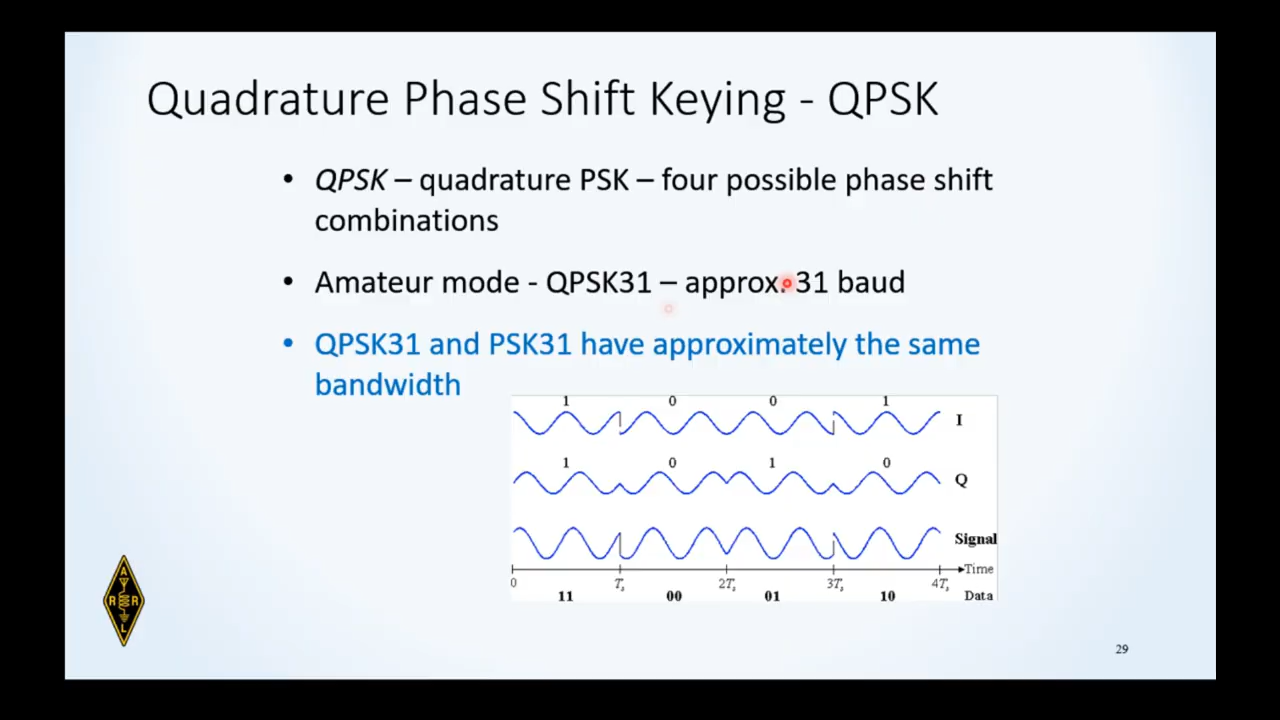 Quadrature Phase Shift Keying - QPSK
• QPSK – quadrature PSK – four possible phase shift
combinations
• Amateur mode - QPSK31 – approx. 31 baud
• QPSK31 and PSK31 have approximately the same
bandwidth
1 0 0 1
I
1 0 1 0
Q
Signal
Time
0 Ts 2Ts 3Ts 4Ts
11 00 01 10 Data
A
R R
L
29